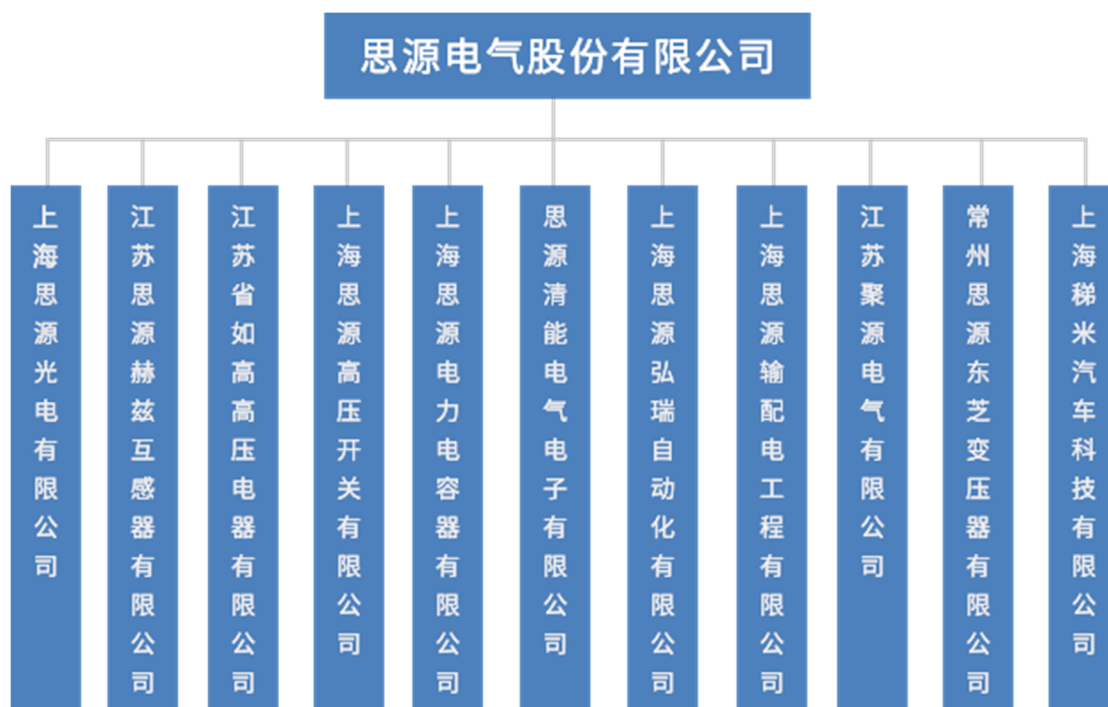 思源电气股份有限公司
上海思源光电有限公司
江苏思源赫兹互感器有限公司
江苏省如高高压电器有限公司
上海思源高压开关有限公司
上海思源电力电容器有限公司
思源清能电气电子有限公司
上海思源弘瑞自动化有限公司
上海思源输配电工程有限公司
江苏聚源电气有限公司
常州思源东芝变压器有限公司
上海稊米汽车科技有限公司